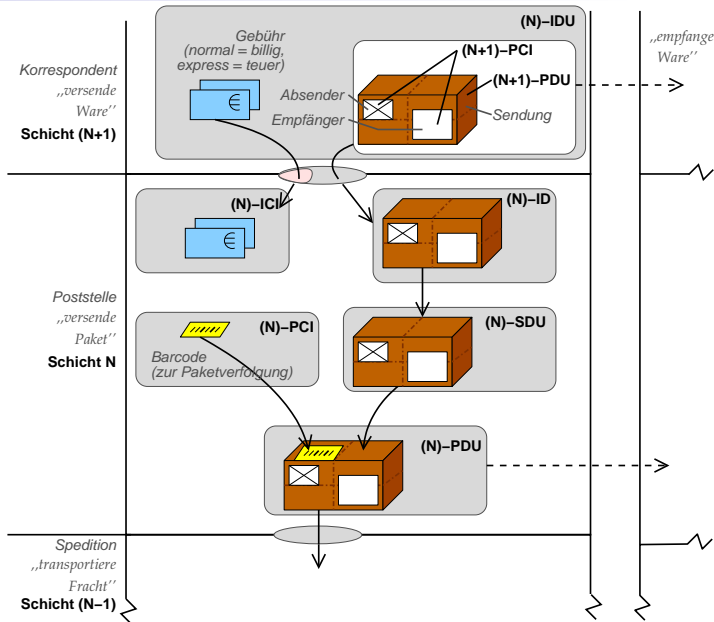 Gebühr
(normal = billig,
express = teuer)
(N)−IDU
(N+1)−PCI
(N+1)−PDU
Absender
Empfänger
Sendung
Korrespondent
„versende
Ware”
Schicht (N+1)
„empfange
Ware”
(N)−ICI
(N)−ID
Poststelle
„versende
Paket”
Schicht N
(N)−PCI
Barcode
(zur Paketverfolgung)
(N)−SDU
(N)−PDU
Spedition
„transportiere
Fracht”
Schicht (N−1)